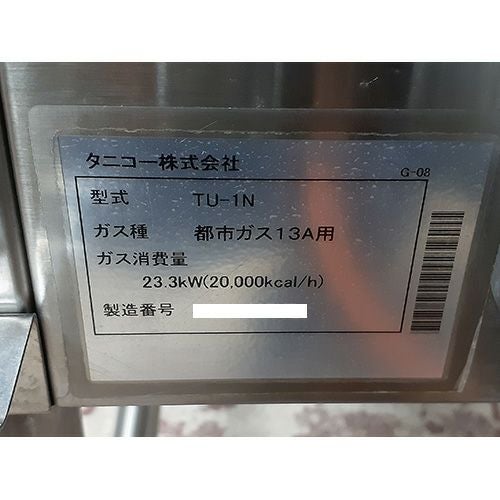 タニコー株式会社
G-08
型式 TU-1N
ガス種 都市ガス13A用
ガス消費量
23.3kW(20,000kcal/h)
製造番号